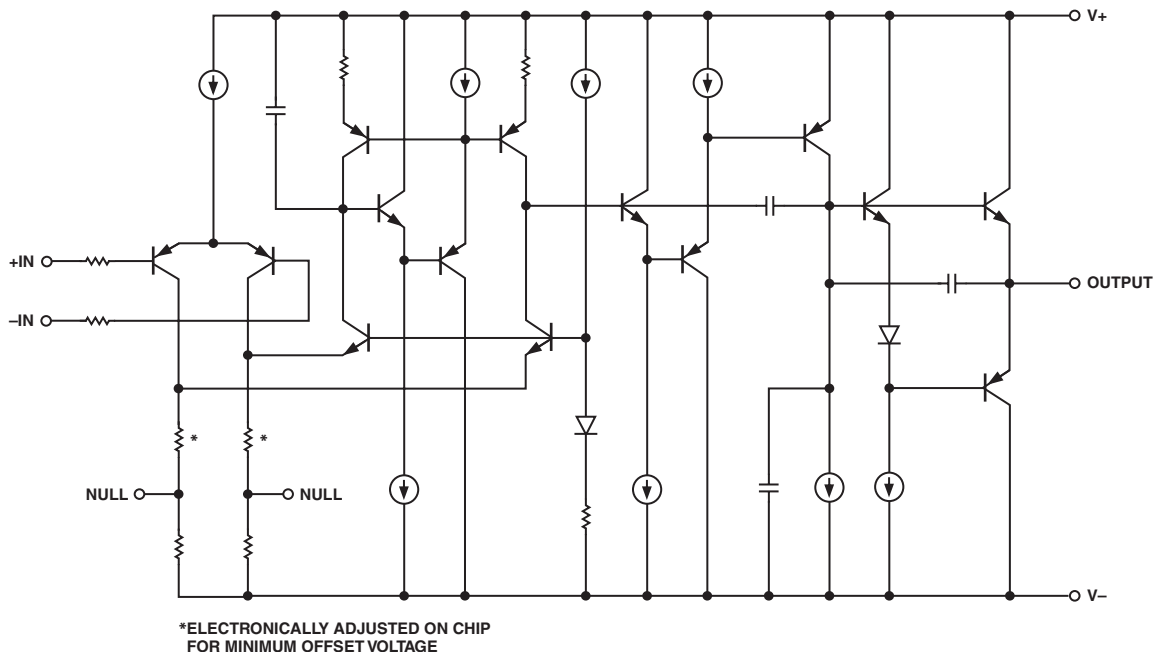 V+
+IN
–IN
OUTPUT
*
*
NULL
NULL
V–
*ELECTRONICALLY ADJUSTED ON CHIP
FOR MINIMUM OFFSET VOLTAGE